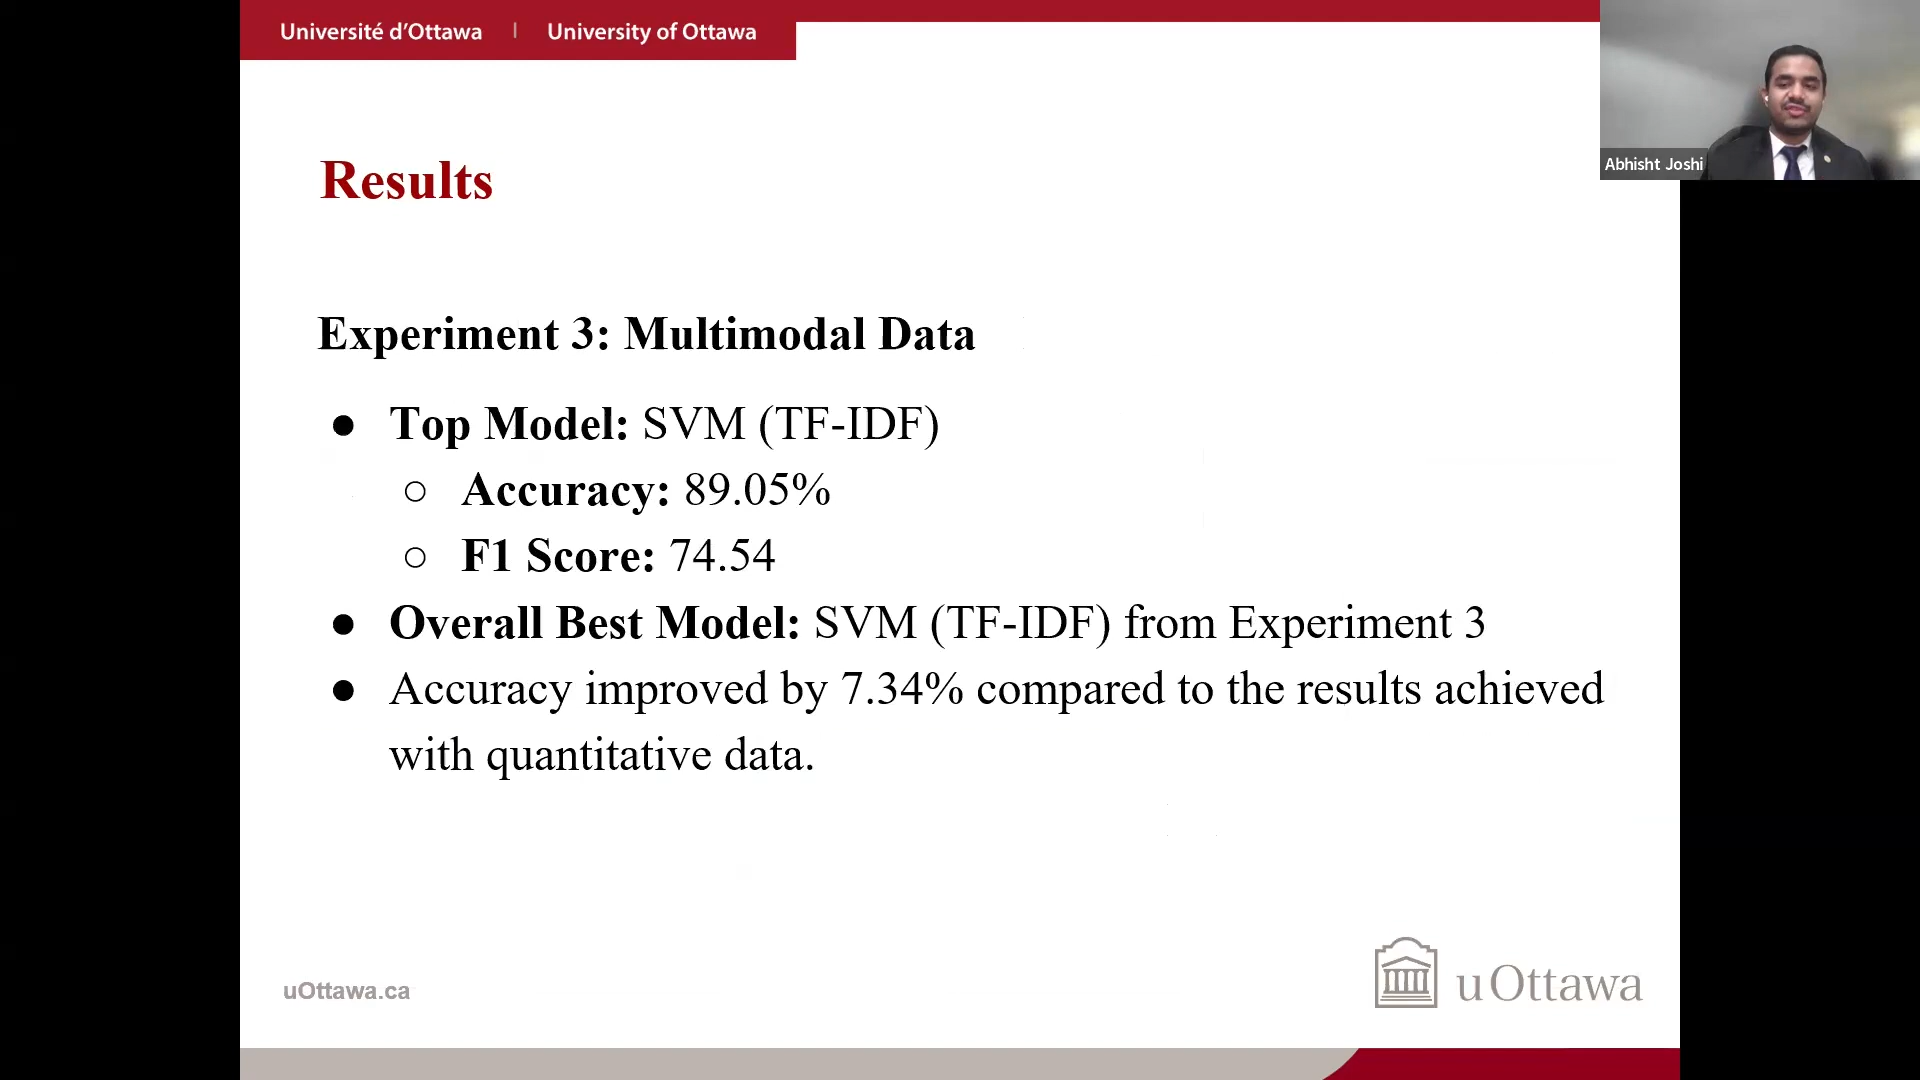 Université d'Ottawa | University of Ottawa
Abhisht Joshi
Results
Experiment 3: Multimodal Data
● Top Model: SVM (TF-IDF)
○ Accuracy: 89.05%
○ F1 Score: 74.54
● Overall Best Model: SVM (TF-IDF) from Experiment 3
● Accuracy improved by 7.34% compared to the results achieved
with quantitative data.
uOttawa.ca
uOttawa